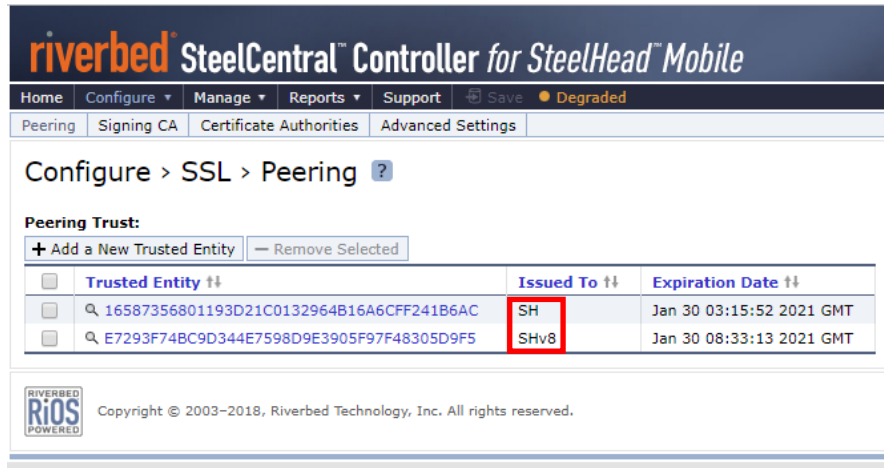 riverbed® SteelCentral™ Controller for SteelHead™ Mobile
Home Configure ▾ Manage ▾ Reports ▾ Support Save Degraded
Peering Signing CA Certificate Authorities Advanced Settings
Configure › SSL › Peering ?
Peering Trust:
+ Add a New Trusted Entity — Remove Selected
Trusted Entity Issued To Expiration Date
16587356801193D21C0132964B16A6CFF241B6AC SH Jan 30 03:15:52 2021 GMT
E7293F74BC9D344E7598D9E3905F97F48305D9F5 SHv8 Jan 30 08:33:13 2021 GMT
RIVERBED
RiOS
POWERED
Copyright © 2003–2018, Riverbed Technology, Inc. All rights reserved.